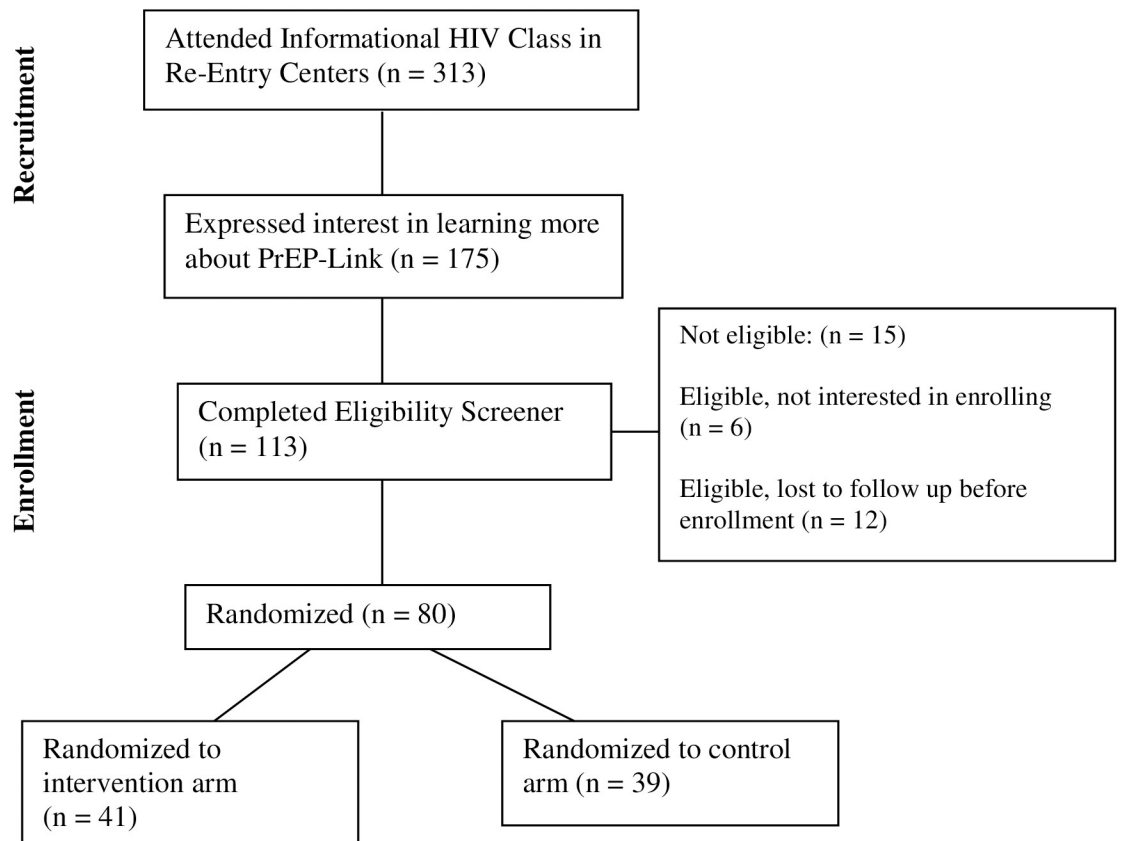 Recruitment
Attended Informational HIV Class in
Re-Entry Centers (n = 313)
Expressed interest in learning more
about PrEP-Link (n = 175)
Enrollment
Completed Eligibility Screener
(n = 113)
Not eligible: (n = 15)
Eligible, not interested in enrolling
(n = 6)
Eligible, lost to follow up before
enrollment (n = 12)
Randomized (n = 80)
Randomized to
intervention arm
(n = 41)
Randomized to control
arm (n = 39)